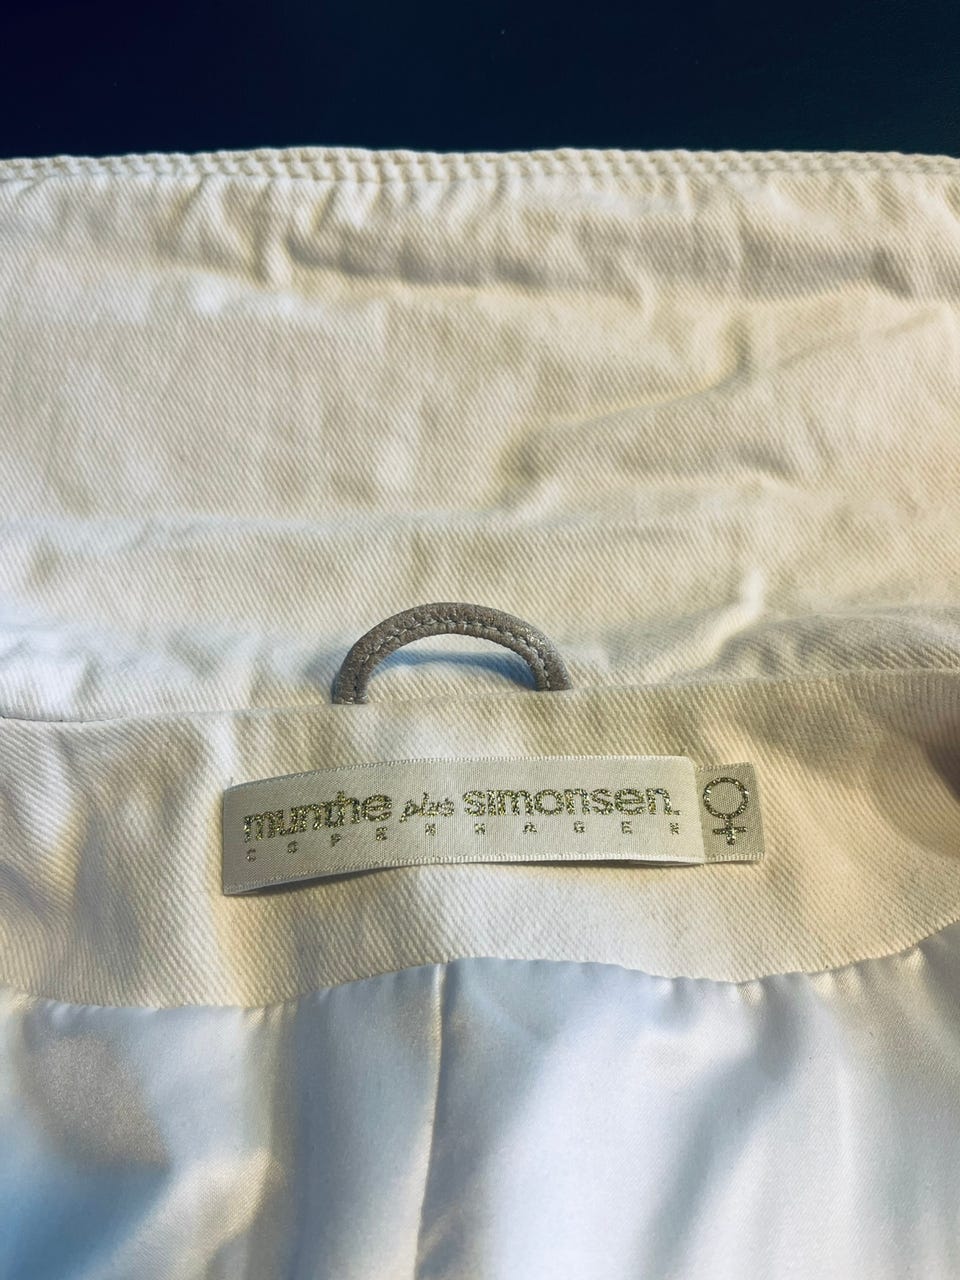 munthe plus simonsen.
COPENHAGEN
♀